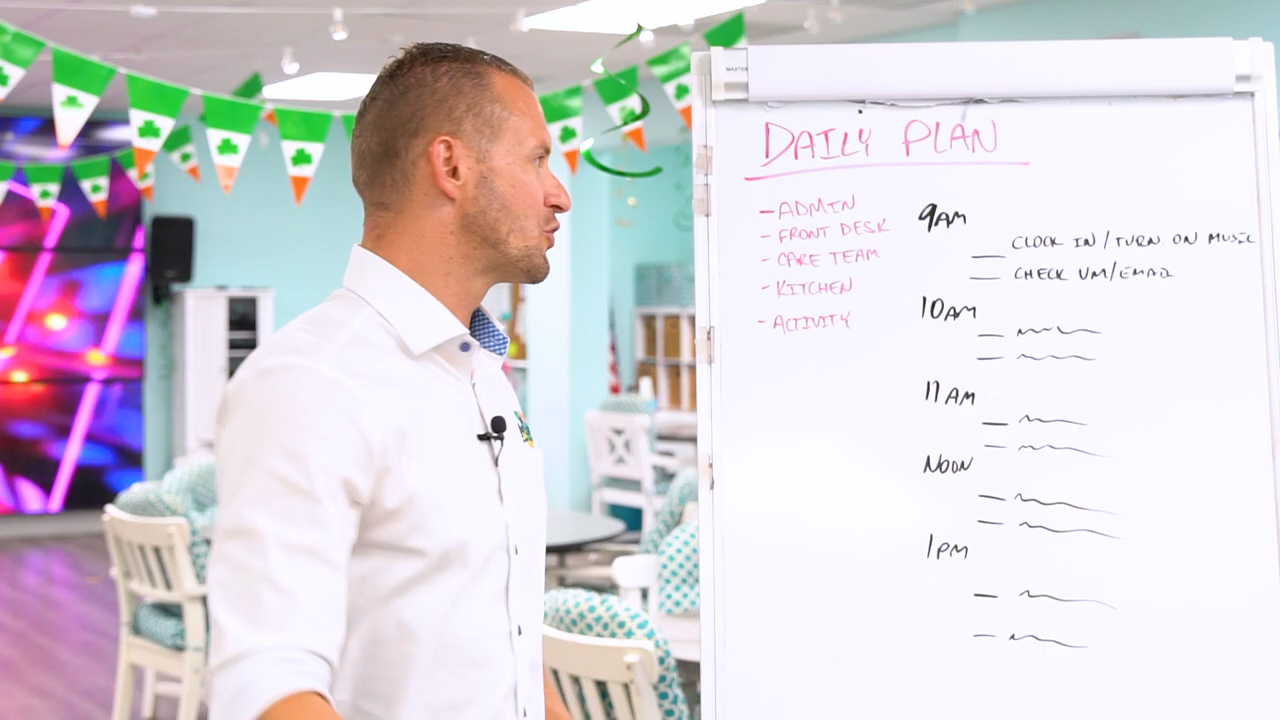 MASTER
DAILY PLAN
- ADMIN
- FRONT DESK
- CARE TEAM
- KITCHEN
- ACTIVITY
9AM
CLOCK IN / TURN ON MUSIC
CHECK VM/EMAIL
10AM
11AM
NOON
1PM